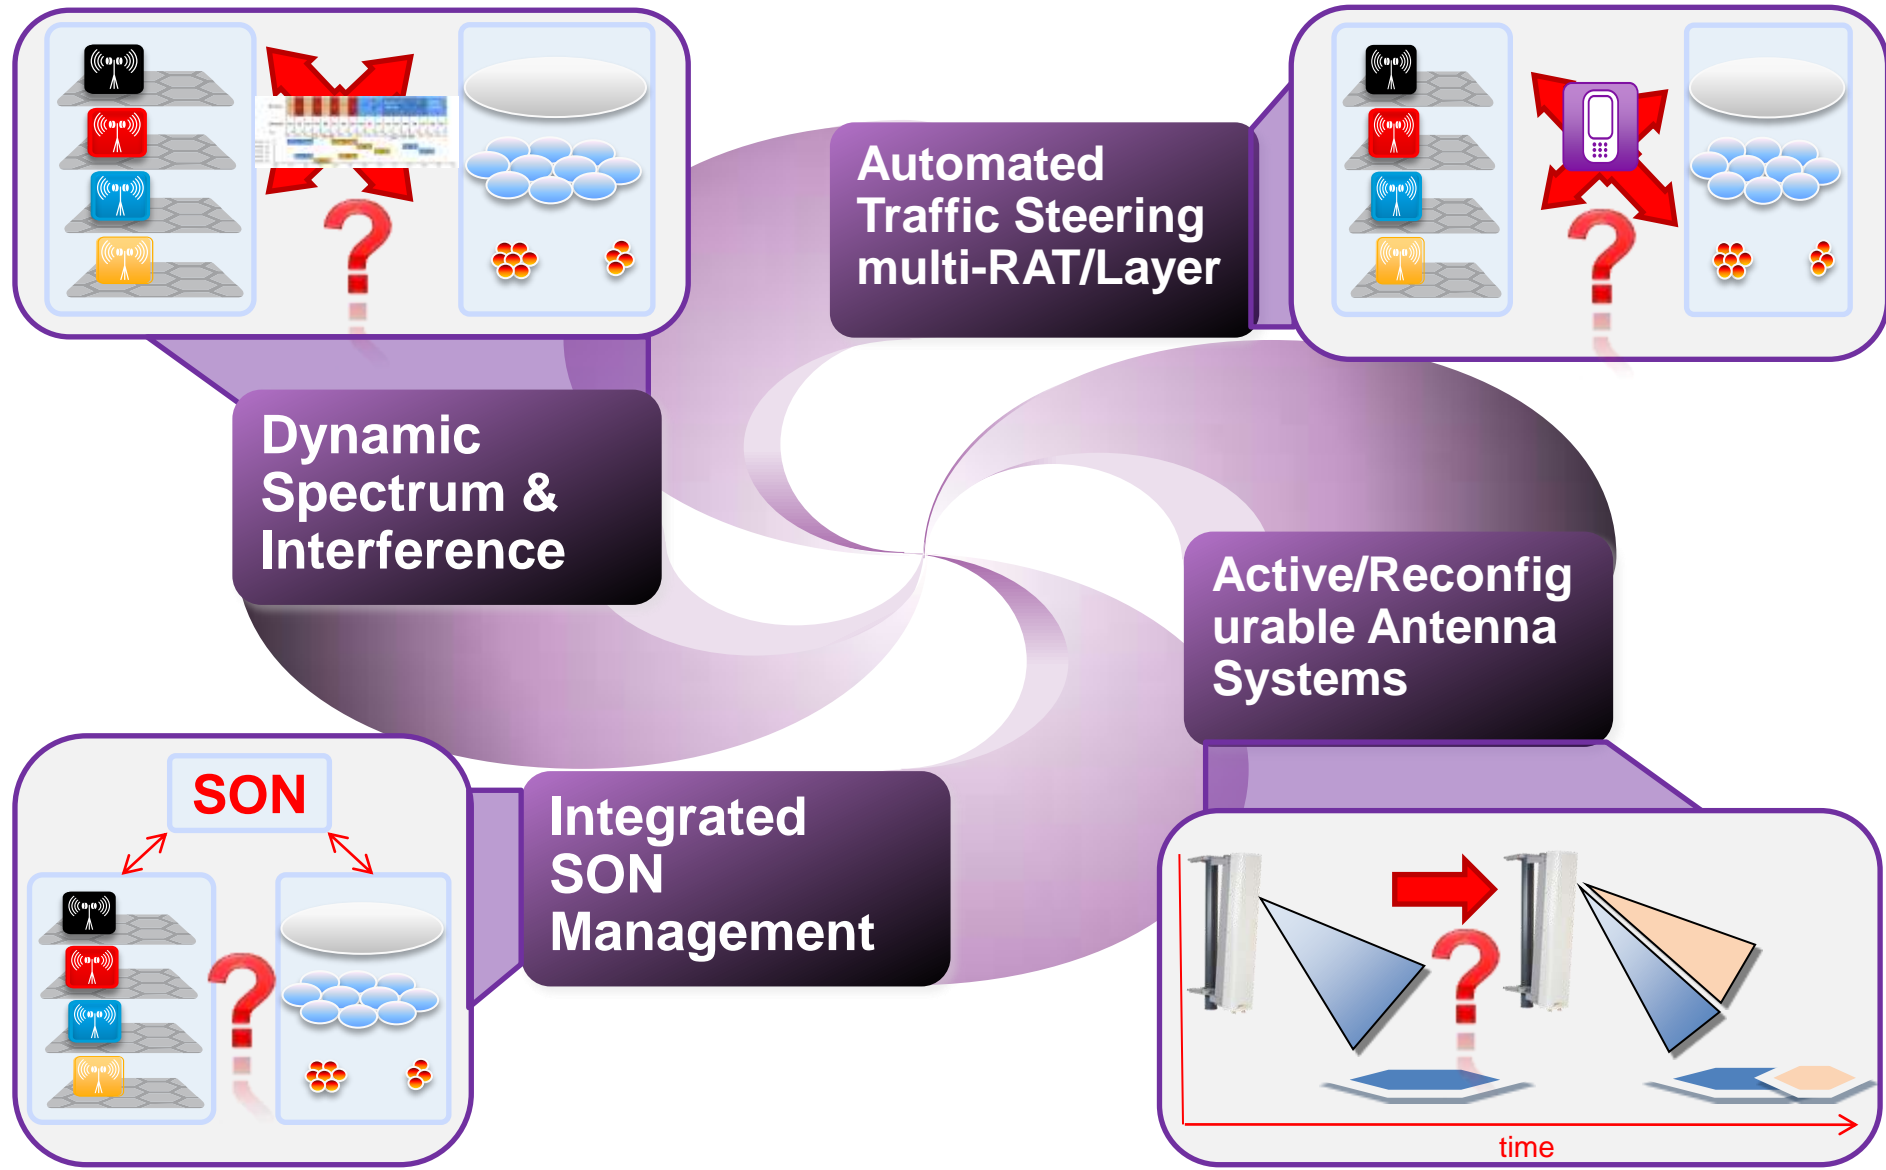 Automated
Traffic Steering
multi-RAT/Layer
Dynamic
Spectrum &
Interference
Active/Reconfig
urable Antenna
Systems
SON
Integrated
SON
Management
time